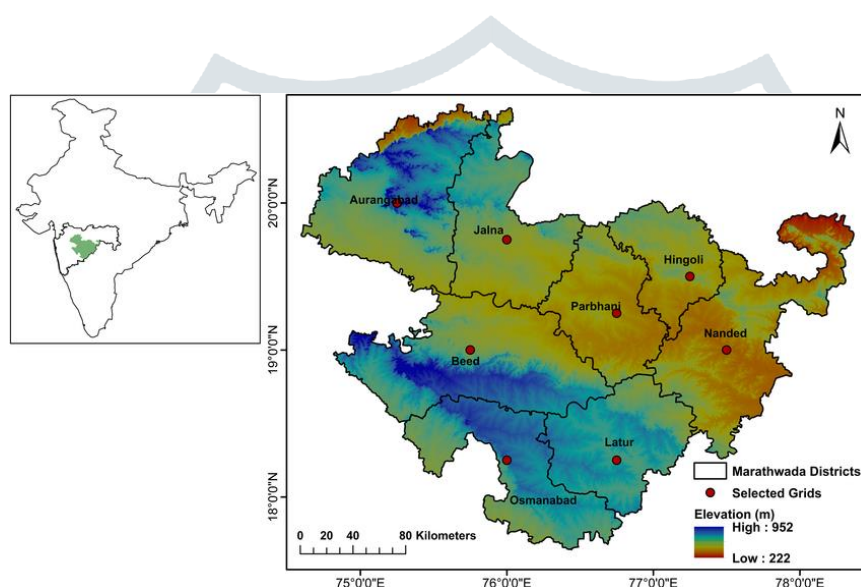 N
20°0'0"N
19°0'0"N
18°0'0"N
Aurangabad
Jalna
Hingoli
Parbhani
Nanded
Beed
Latur
Osmanabad
Marathwada Districts
Selected Grids
Elevation (m)
High : 952
Low : 222
0 20 40 80 Kilometers
75°0'0"E 76°0'0"E 77°0'0"E 78°0'0"E